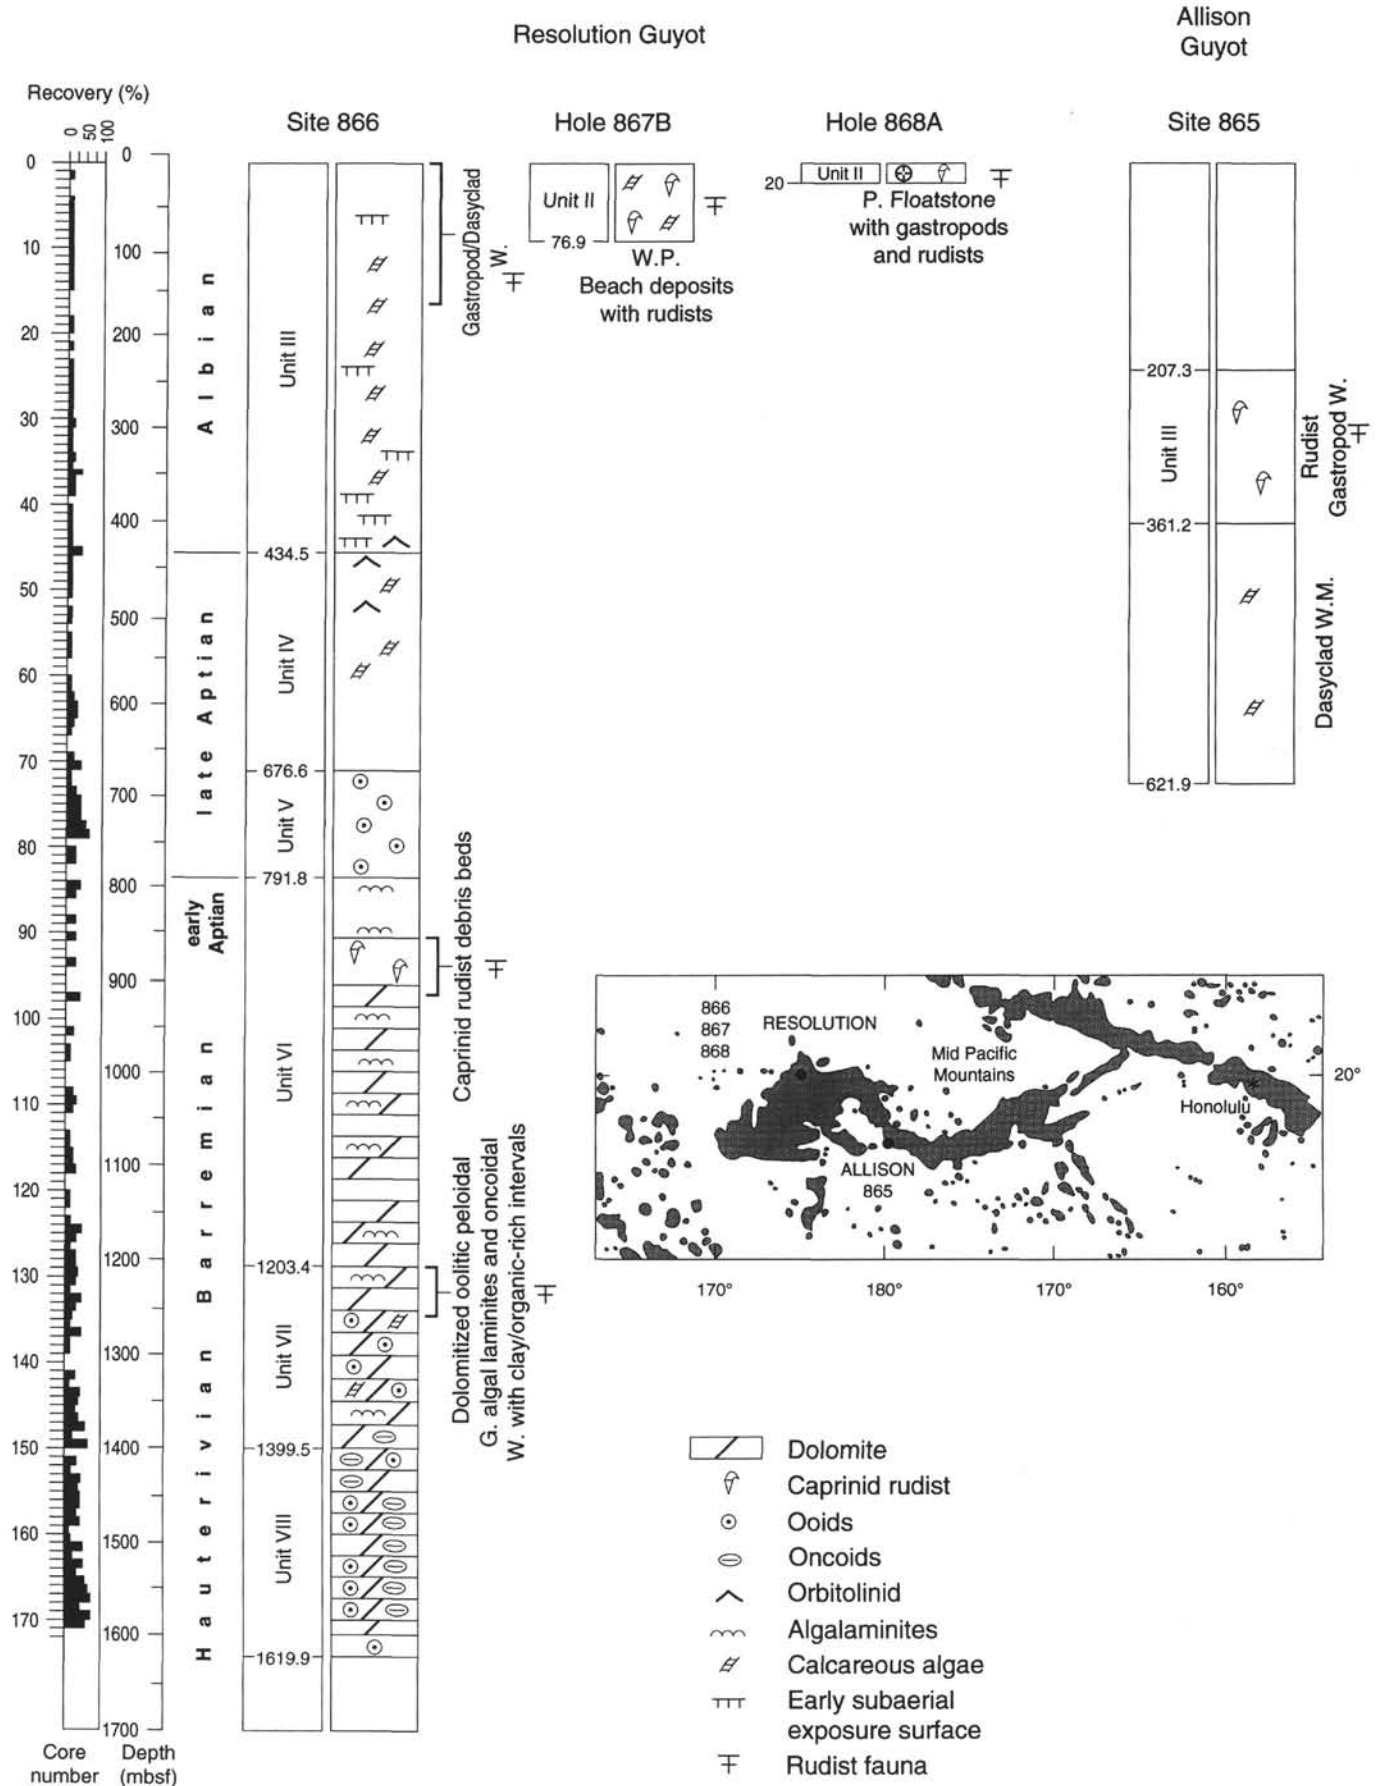 Resolution Guyot
Allison
Guyot
Recovery (%)
0 50 100
Site 866
Hole 867B
Hole 868A
Site 865
0
10
20
30
40
50
60
70
80
90
100
110
120
130
140
150
160
170
Core
number
0
100
200
300
400
500
600
700
800
900
1000
1100
1200
1300
1400
1500
1600
1700
Depth
(mbsf)
Albian
late Aptian
early
Aptian
Hauterivian Barremian
Unit III
434.5
Unit IV
676.6
Unit V
791.8
Unit VI
1203.4
Unit VII
1399.5
Unit VIII
1619.9
Gastropod/Dasyclad
W.
Caprinid rudist debris beds
Dolomitized oolitic peloidal
G. algal laminites and oncoidal
W. with clay/organic-rich intervals
Unit II
76.9
W.P.
Beach deposits
with rudists
Unit II
20
P. Floatstone
with gastropods
and rudists
207.3
Unit III
361.2
621.9
Rudist
Gastropod W.
Dasyclad W.M.
866
867
868
RESOLUTION
Mid Pacific
Mountains
Honolulu
ALLISON
865
20°
170°
180°
170°
160°
Dolomite
Caprinid rudist
Ooids
Oncoids
Orbitolinid
Algalaminites
Calcareous algae
Early subaerial
exposure surface
Rudist fauna